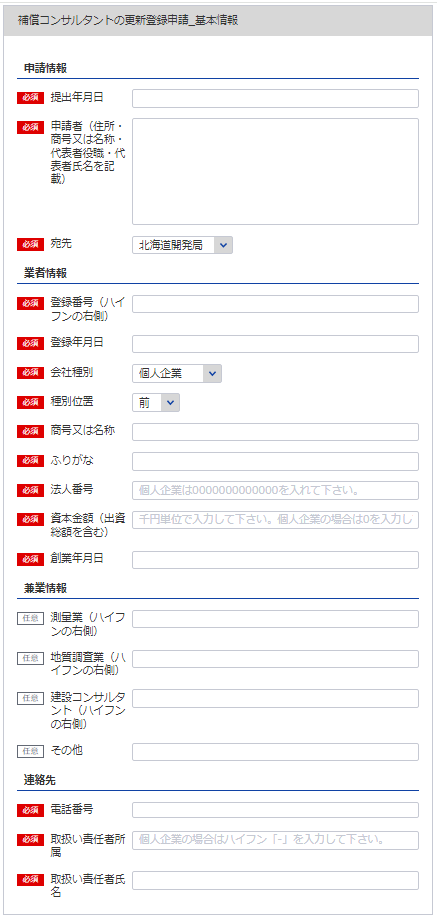 補償コンサルタントの更新登録申請_基本情報
申請情報
必須 提出年月日
必須 申請者（住所・
商号又は名称・
代表者役職・代
表者氏名を記
載）
必須 宛先 北海道開発局
業者情報
必須 登録番号（ハイ
フンの右側）
必須 登録年月日
必須 会社種別 個人企業
必須 種別位置 前
必須 商号又は名称
必須 ふりがな
必須 法人番号 個人企業は0000000000000を入れて下さい。
必須 資本金額（出資
総額を含む） 千円単位で入力して下さい。個人企業の場合は0を入力し
必須 創業年月日
兼業情報
任意 測量業（ハイフ
ンの右側）
任意 地質調査業（ハ
イフンの右側）
任意 建設コンサルタ
ント（ハイフン
の右側）
任意 その他
連絡先
必須 電話番号
必須 取扱い責任者所
属 個人企業の場合はハイフン「-」を入力して下さい。
必須 取扱い責任者氏
名